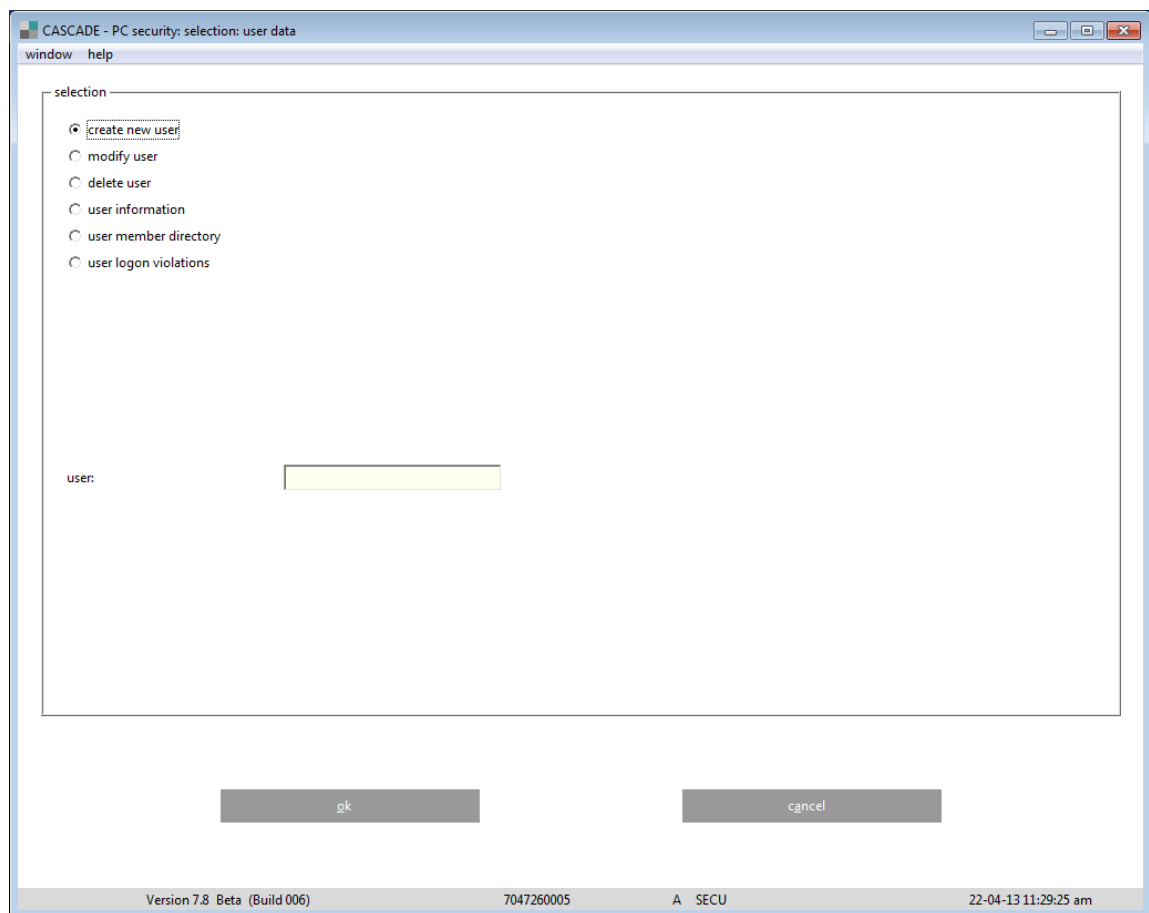 CASCADE - PC security: selection: user data
window help
selection
create new user
modify user
delete user
user information
user member directory
user logon violations
user:
ok cancel
Version 7.8 Beta (Build 006) 7047260005 A SECU 22-04-13 11:29:25 am